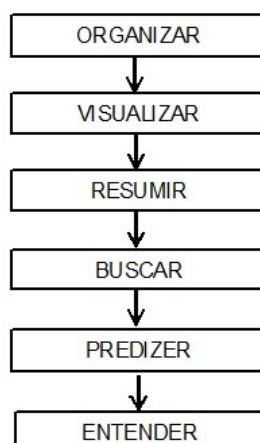 ORGANIZAR
VISUALIZAR
RESUMIR
BUSCAR
PREDIZER
ENTENDER